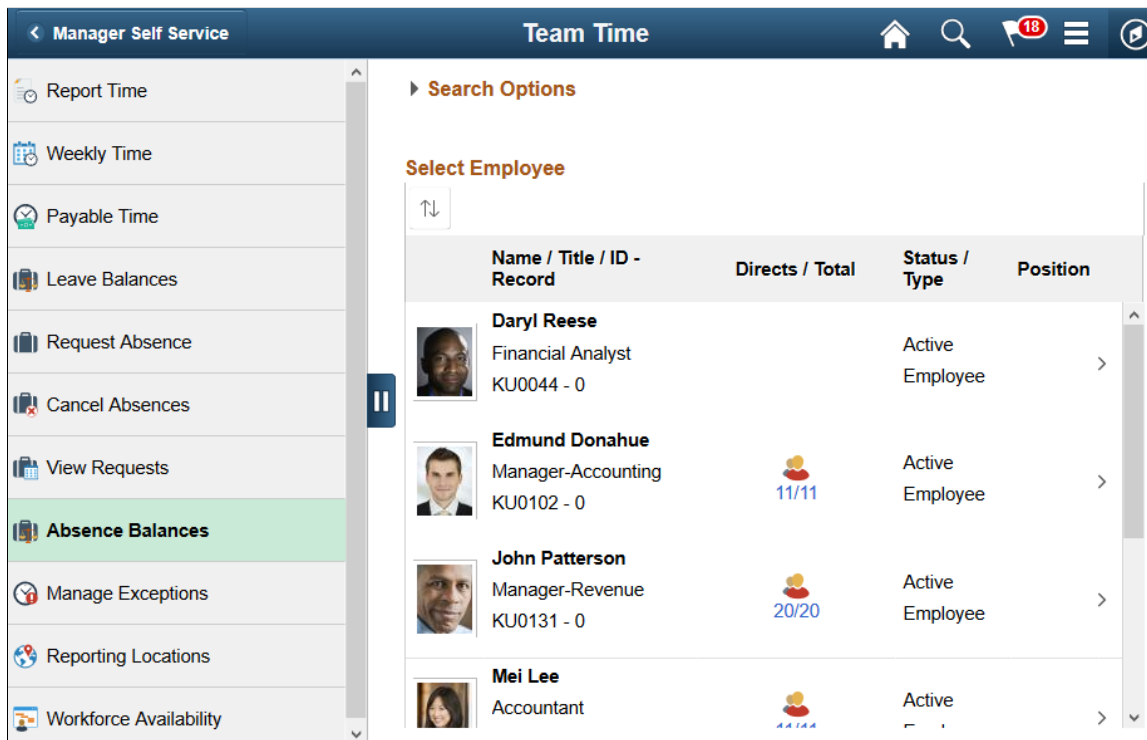 Manager Self Service
Team Time
18
Report Time
Weekly Time
Payable Time
Leave Balances
Request Absence
Cancel Absences
View Requests
Absence Balances
Manage Exceptions
Reporting Locations
Workforce Availability
Search Options
Select Employee
Name / Title / ID -
Record
Directs / Total
Status /
Type
Position
Daryl Reese
Financial Analyst
KU0044 - 0
Active
Employee
Edmund Donahue
Manager-Accounting
KU0102 - 0
11/11
Active
Employee
John Patterson
Manager-Revenue
KU0131 - 0
20/20
Active
Employee
Mei Lee
Accountant
Active